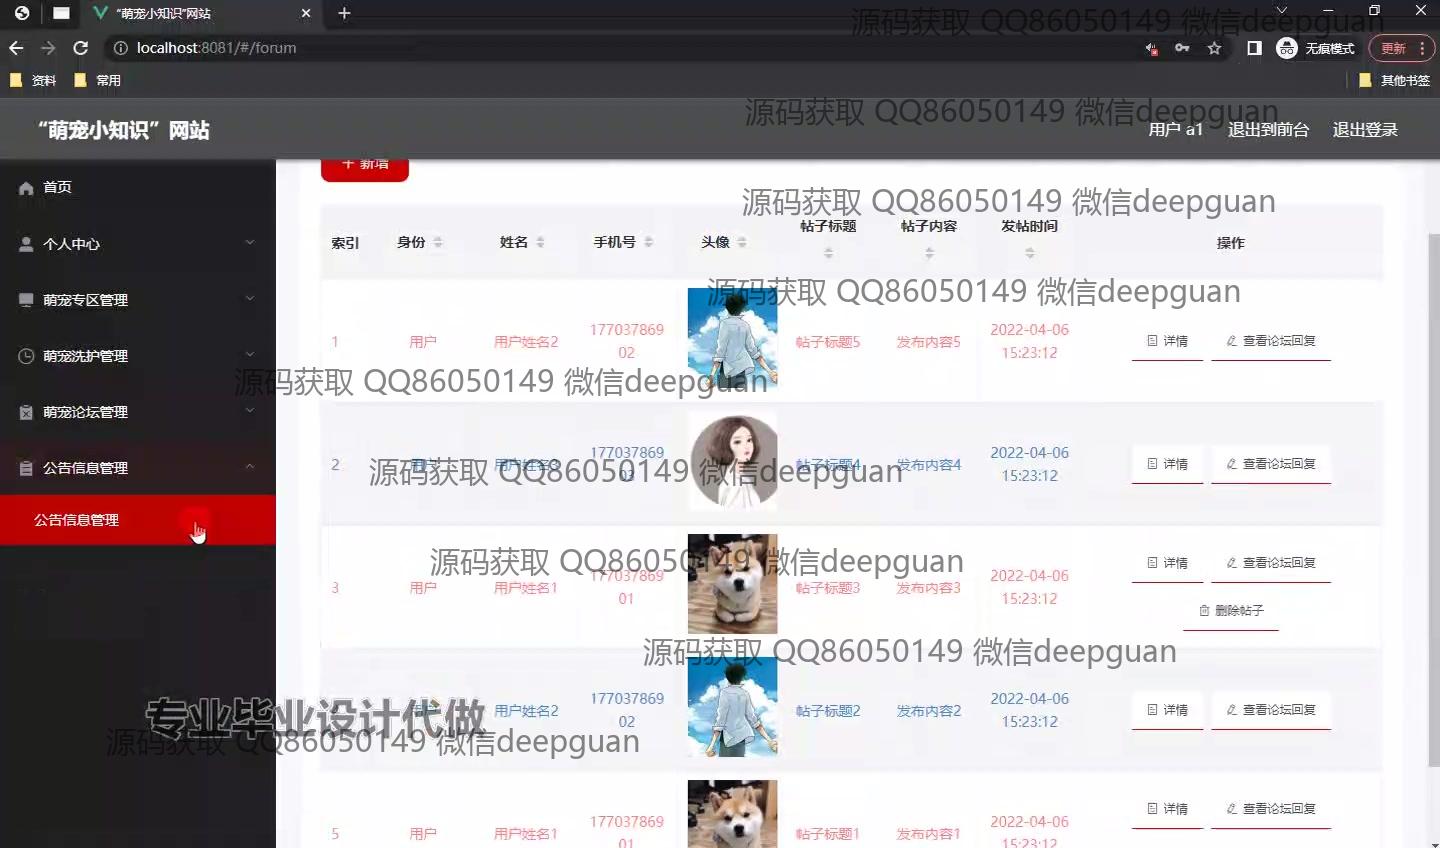 "萌宠小知识"网站
localhost:8081/#/forum
无痕模式
更新
资料
常用
其他书签
源码获取 QQ86050149 微信deepguan
源码获取 QQ86050149 微信deepguan
“萌宠小知识”网站
用户 a1
退出到前台
退出登录
首页
个人中心
萌宠专区管理
萌宠洗护管理
萌宠论坛管理
公告信息管理
公告信息管理
+ 新增
源码获取 QQ86050149 微信deepguan
索引 身份 姓名 手机号 头像 帖子标题 帖子内容 发帖时间 操作
源码获取 QQ86050149 微信deepguan
1 用户 用户姓名2 17703786902 帖子标题5 发布内容5 2022-04-06 15:23:12 详情 查看论坛回复
源码获取 QQ86050149 微信deepguan
2 用户 用户姓名3 17703786903 帖子标题4 发布内容4 2022-04-06 15:23:12 详情 查看论坛回复
源码获取 QQ86050149 微信deepguan
源码获取 QQ86050149 微信deepguan
3 用户 用户姓名1 17703786901 帖子标题3 发布内容3 2022-04-06 15:23:12 详情 查看论坛回复
删除帖子
源码获取 QQ86050149 微信deepguan
用户姓名2 17703786902 帖子标题2 发布内容2 2022-04-06 15:23:12 详情 查看论坛回复
专业毕业设计代做
源码获取 QQ86050149 微信deepguan
5 用户 用户姓名1 17703786901 帖子标题1 发布内容1 2022-04-06 15:23:12 详情 查看论坛回复